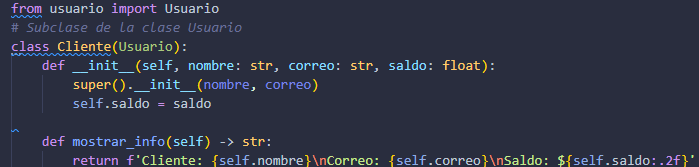 from usuario import Usuario
# Subclase de la clase Usuario
class Cliente(Usuario):
    def __init__(self, nombre: str, correo: str, saldo: float):
        super().__init__(nombre, correo)
        self.saldo = saldo
    def mostrar_info(self) -> str:
        return f'Cliente: {self.nombre}\nCorreo: {self.correo}\nSaldo: ${self.saldo:.2f}'